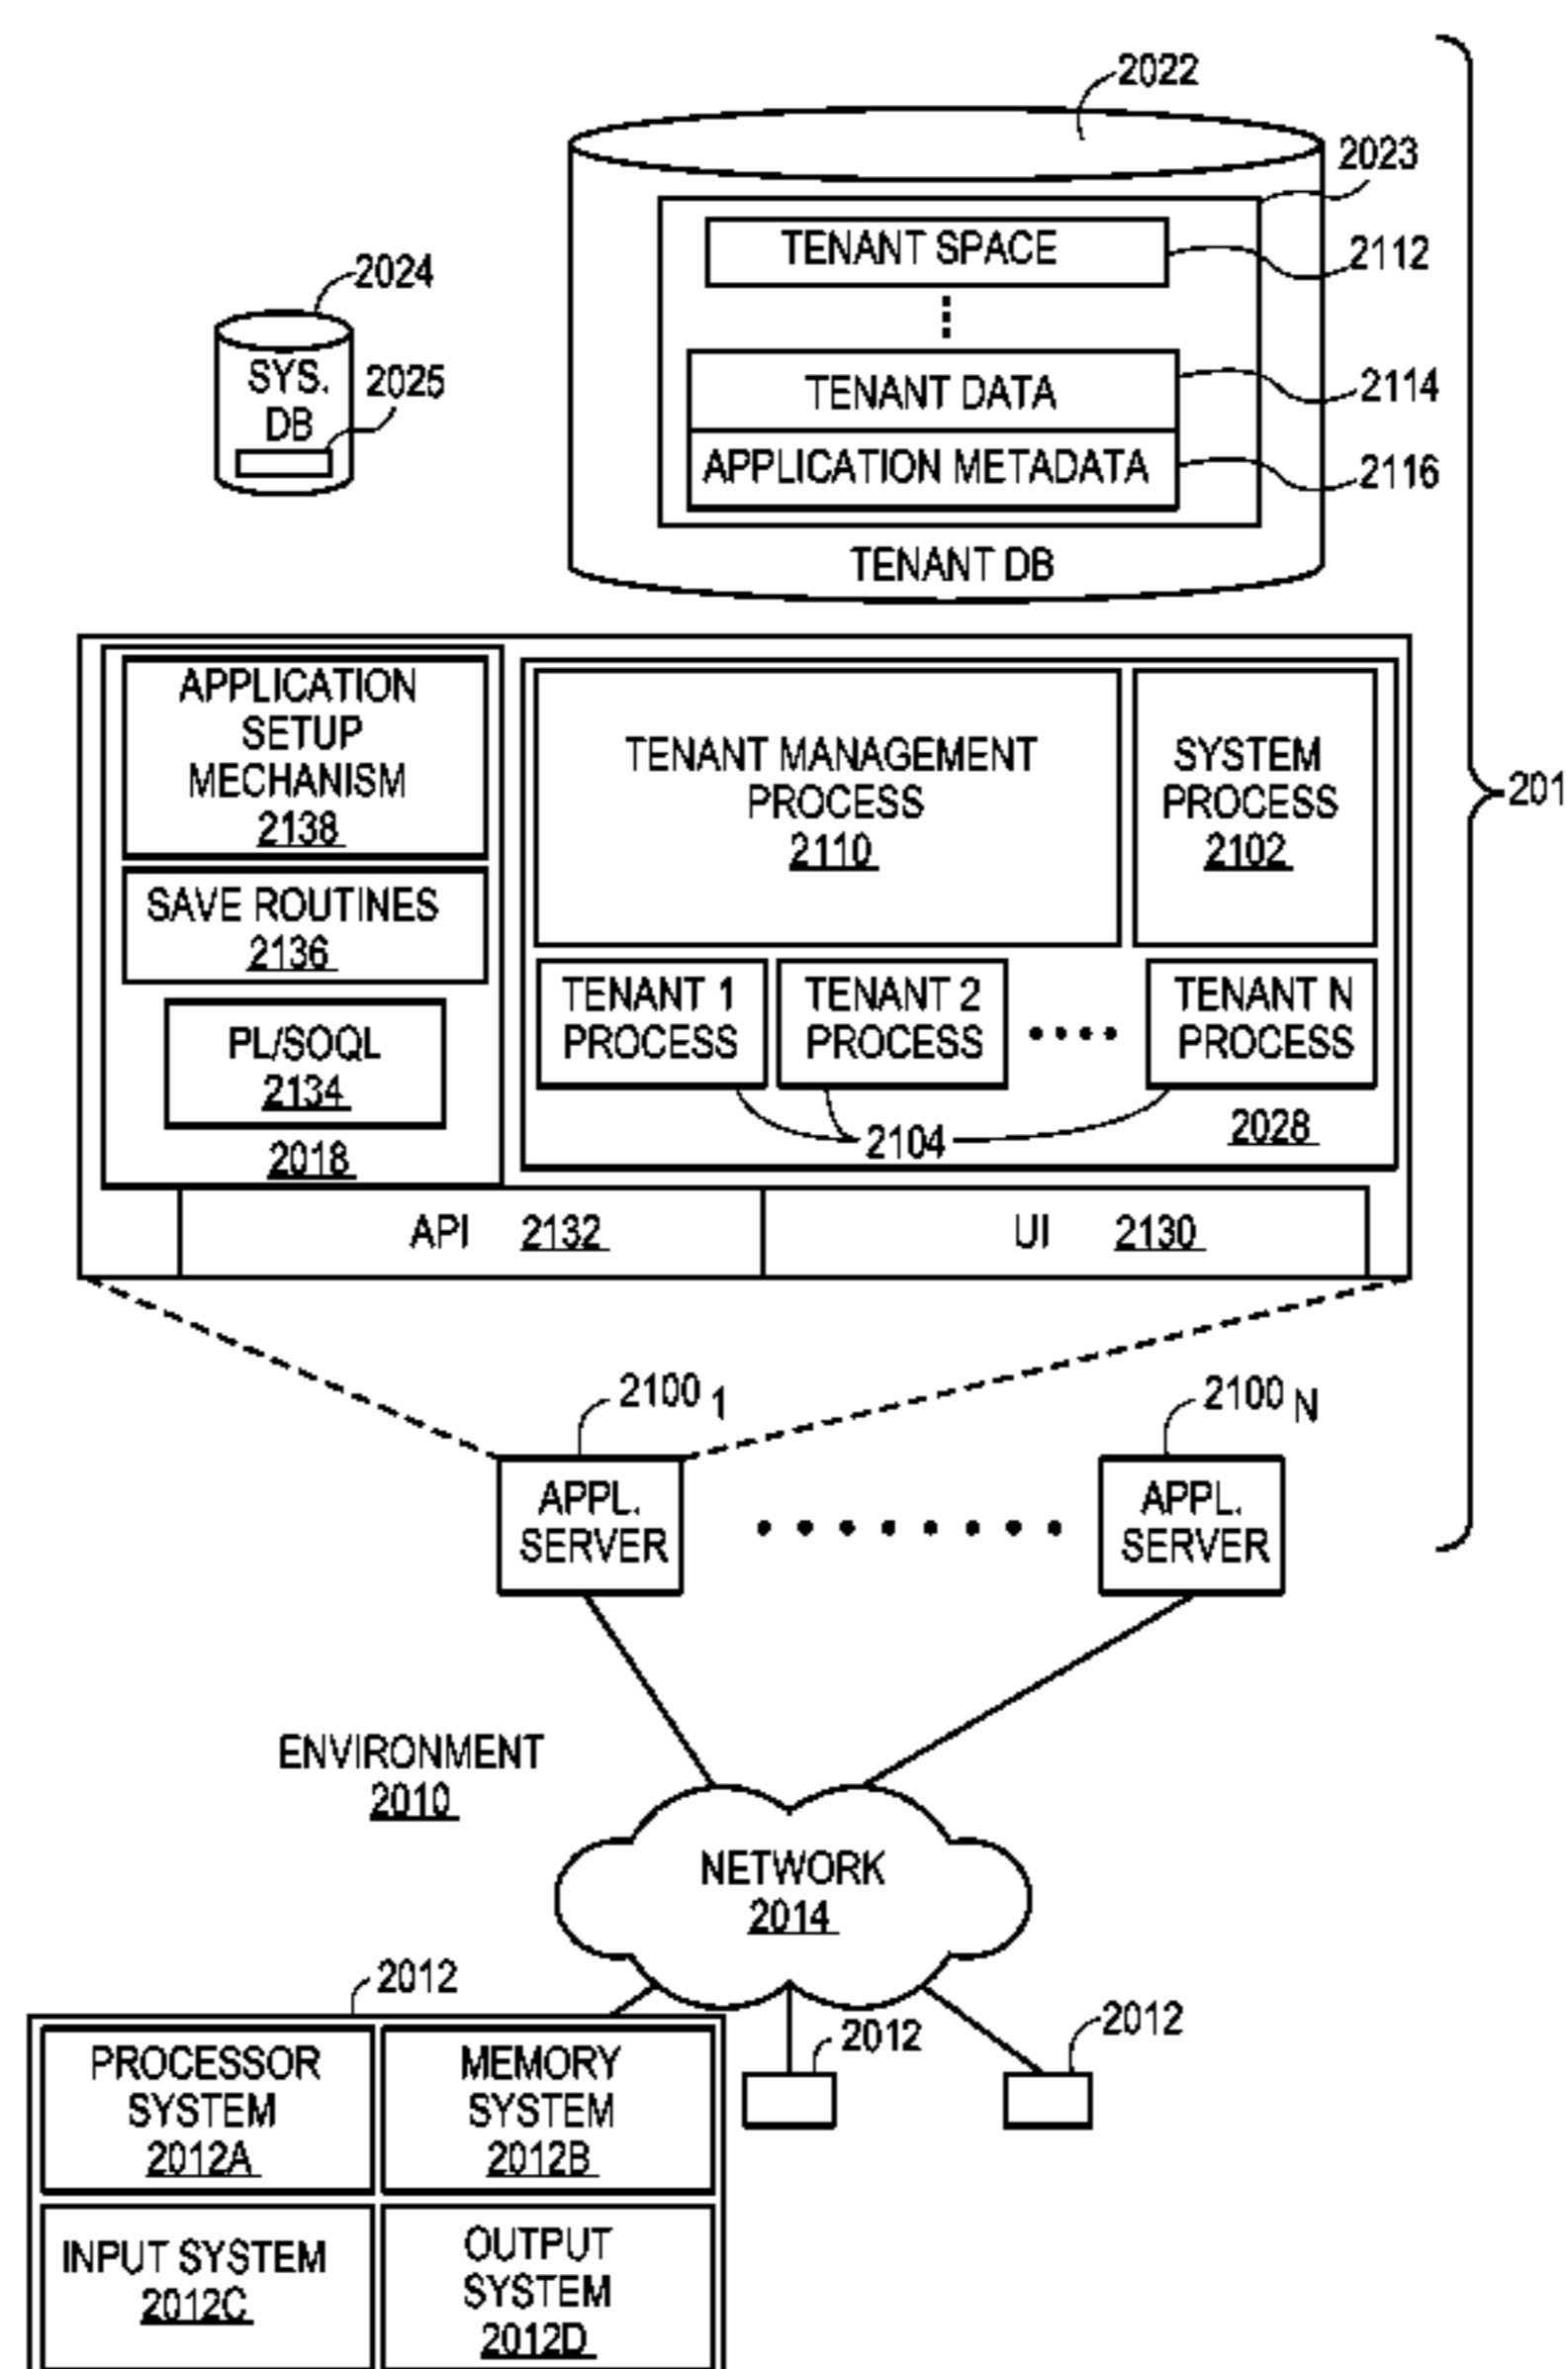 2022
2023
TENANT SPACE
2112
2024
SYS.
DB
2025
TENANT DATA
2114
APPLICATION METADATA
2116
TENANT DB
APPLICATION
SETUP
MECHANISM
2138
TENANT MANAGEMENT
PROCESS
2110
SYSTEM
PROCESS
2102
201
SAVE ROUTINES
2136
TENANT 1
PROCESS
TENANT 2
PROCESS
TENANT N
PROCESS
PL/SOQL
2134
2104
2028
2018
API 2132
UI 2130
2100 1
2100 N
APPL.
SERVER
APPL.
SERVER
ENVIRONMENT
2010
NETWORK
2014
2012
2012
2012
PROCESSOR
SYSTEM
2012A
MEMORY
SYSTEM
2012B
INPUT SYSTEM
2012C
OUTPUT
SYSTEM
2012D